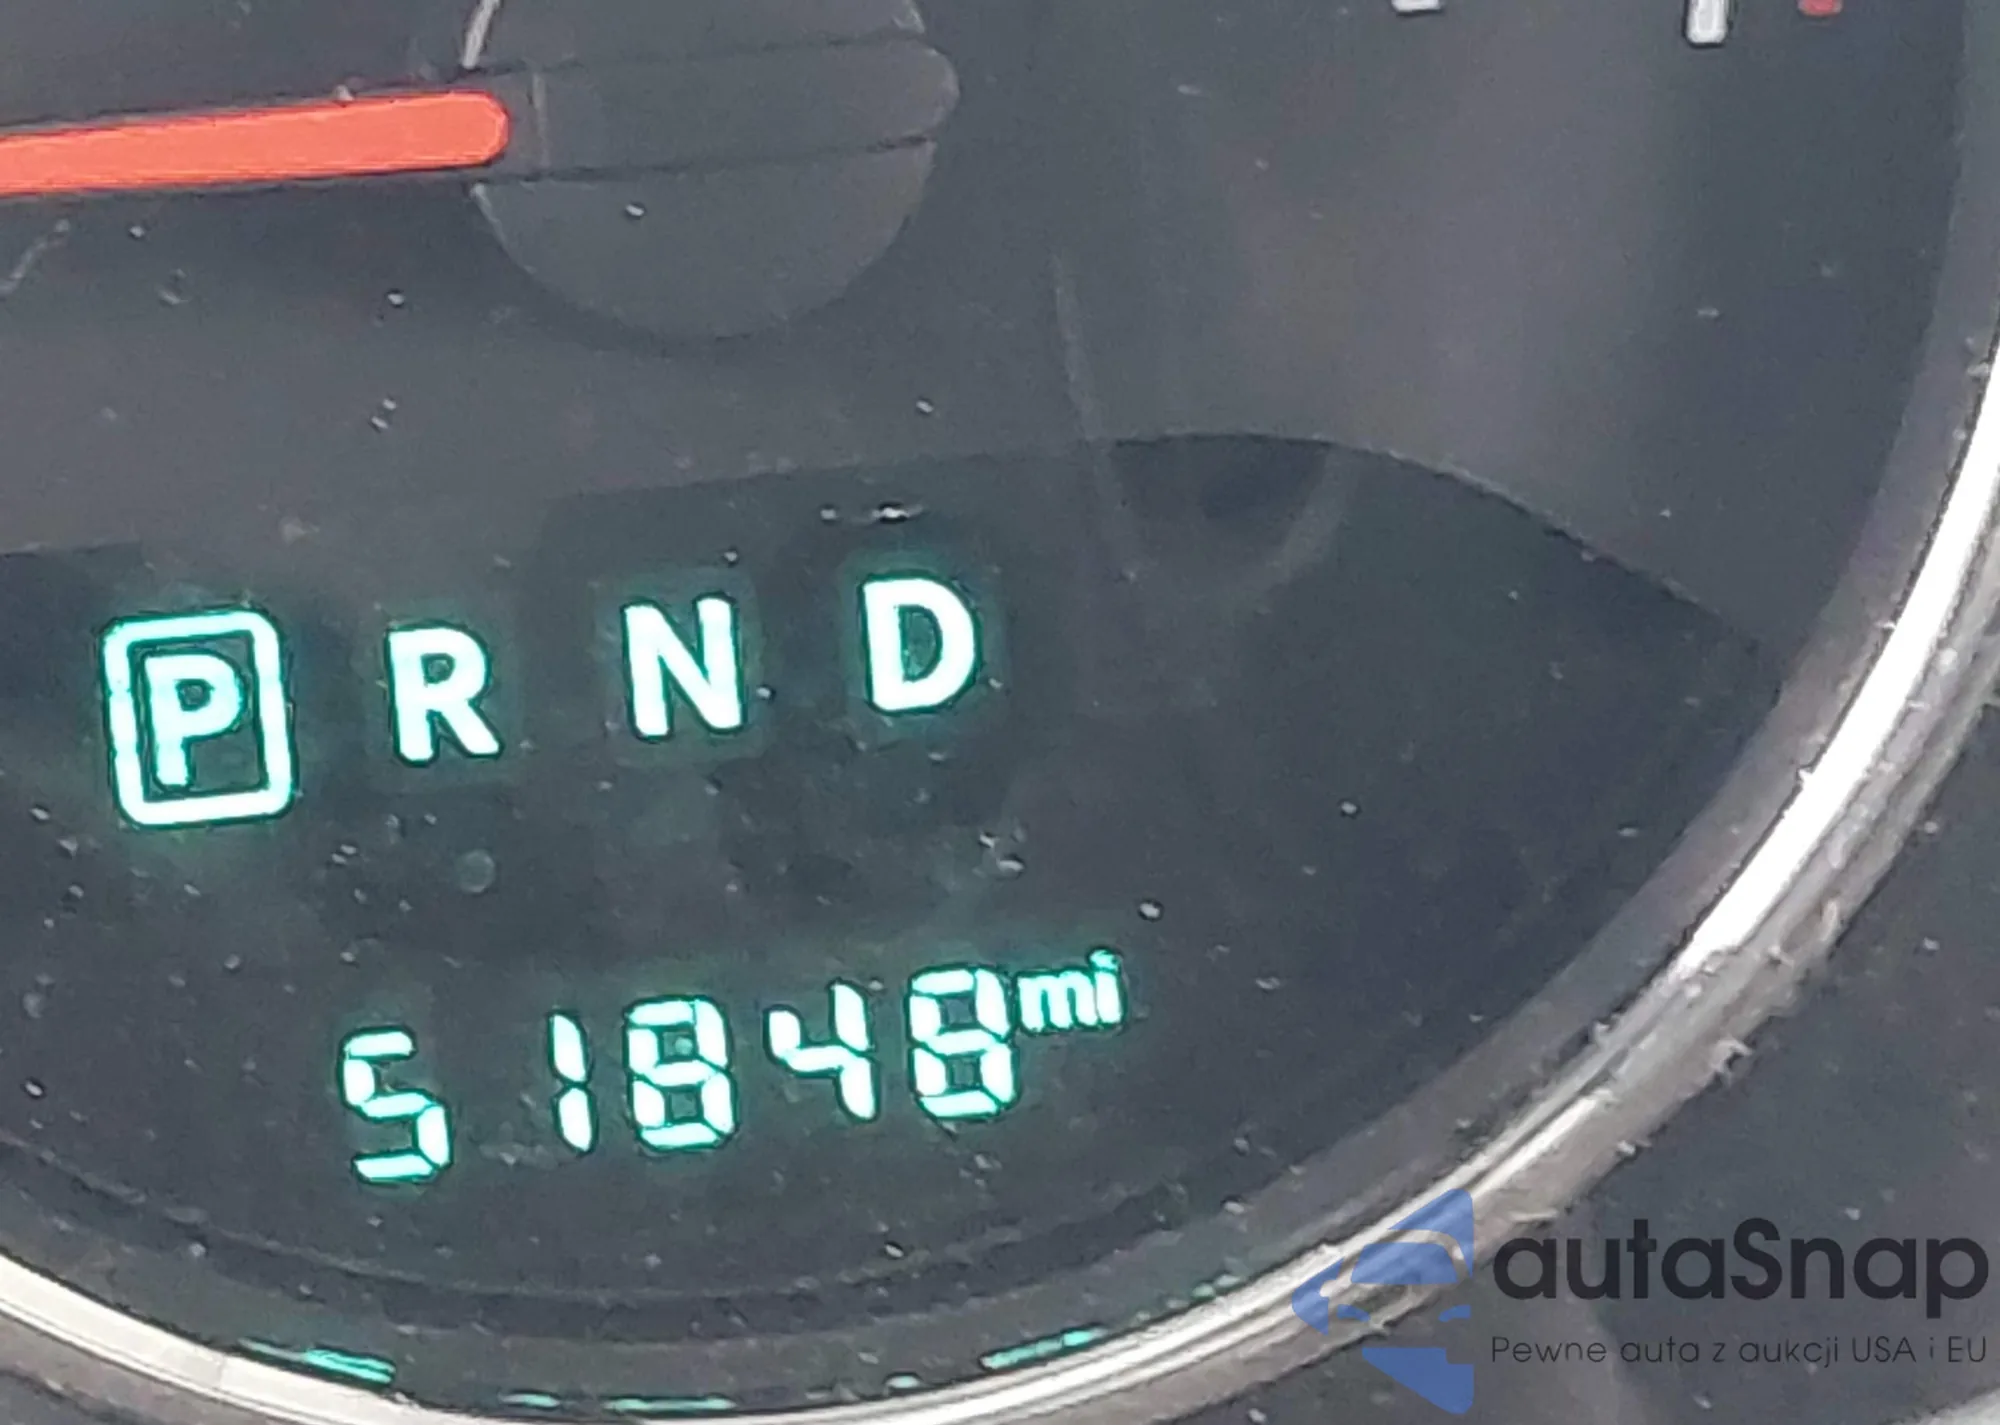 P R N D
51848 mi
autaSnap
Pewne auta z aukcji USA i EU